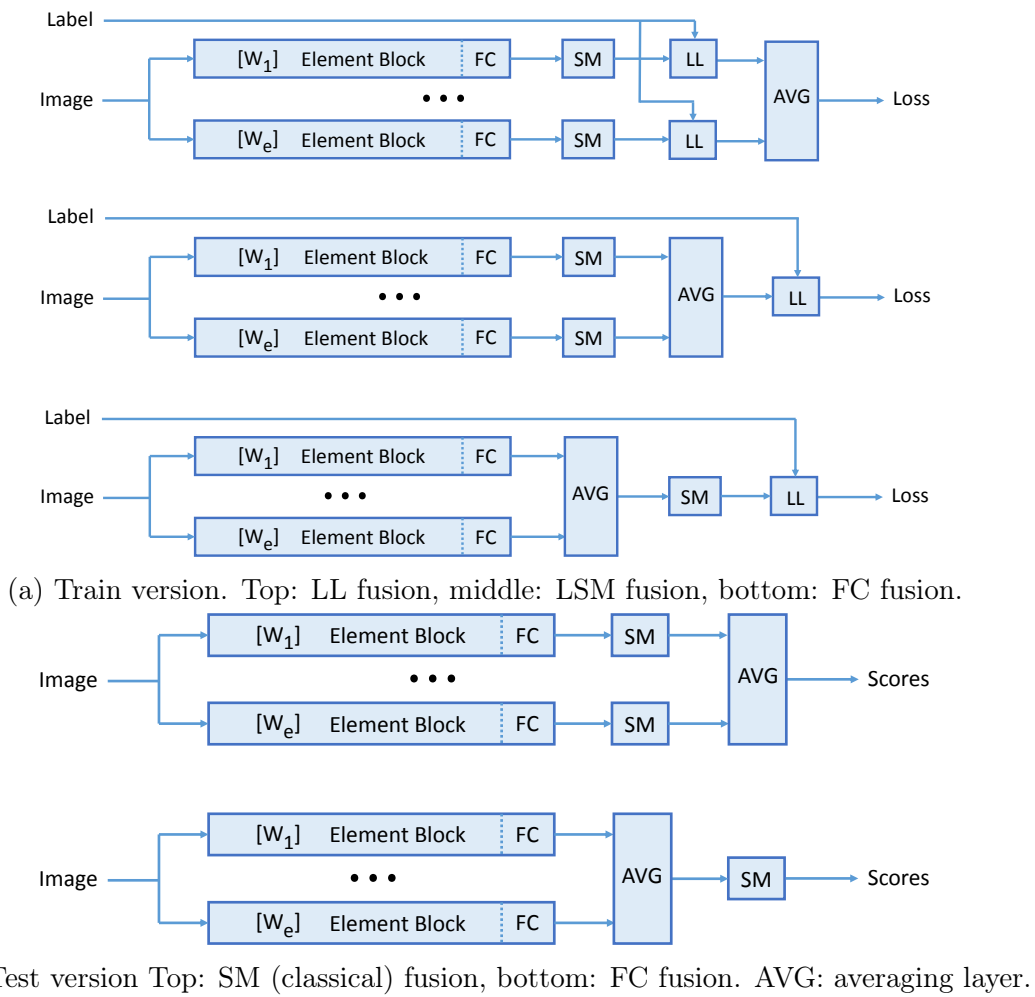 Label
[W1] Element Block FC SM LL
Image ••• AVG Loss
[We] Element Block FC SM LL
Label
[W1] Element Block FC SM
Image ••• AVG LL Loss
[We] Element Block FC SM
Label
[W1] Element Block FC
Image ••• AVG SM LL Loss
[We] Element Block FC
(a) Train version. Top: LL fusion, middle: LSM fusion, bottom: FC fusion.
[W1] Element Block FC SM
Image ••• AVG Scores
[We] Element Block FC SM
[W1] Element Block FC
Image ••• AVG SM Scores
[We] Element Block FC
Test version Top: SM (classical) fusion, bottom: FC fusion. AVG: averaging layer.